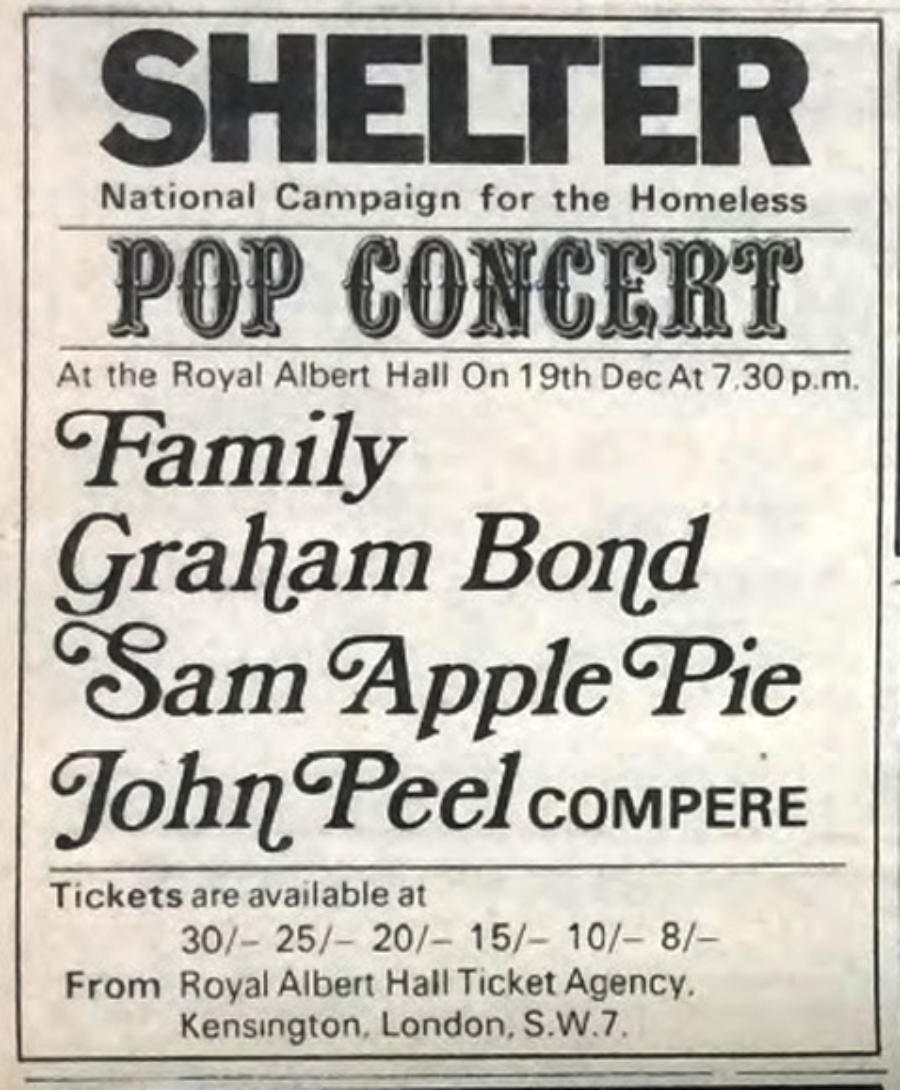 SHELTER
National Campaign for the Homeless
POP CONCERT
At the Royal Albert Hall On 19th Dec At 7.30 p.m.
Family
Graham Bond
Sam Apple Pie
John Peel COMPERE
Tickets are available at
30/- 25/- 20/- 15/- 10/- 8/-
From Royal Albert Hall Ticket Agency,
Kensington, London, S.W.7.